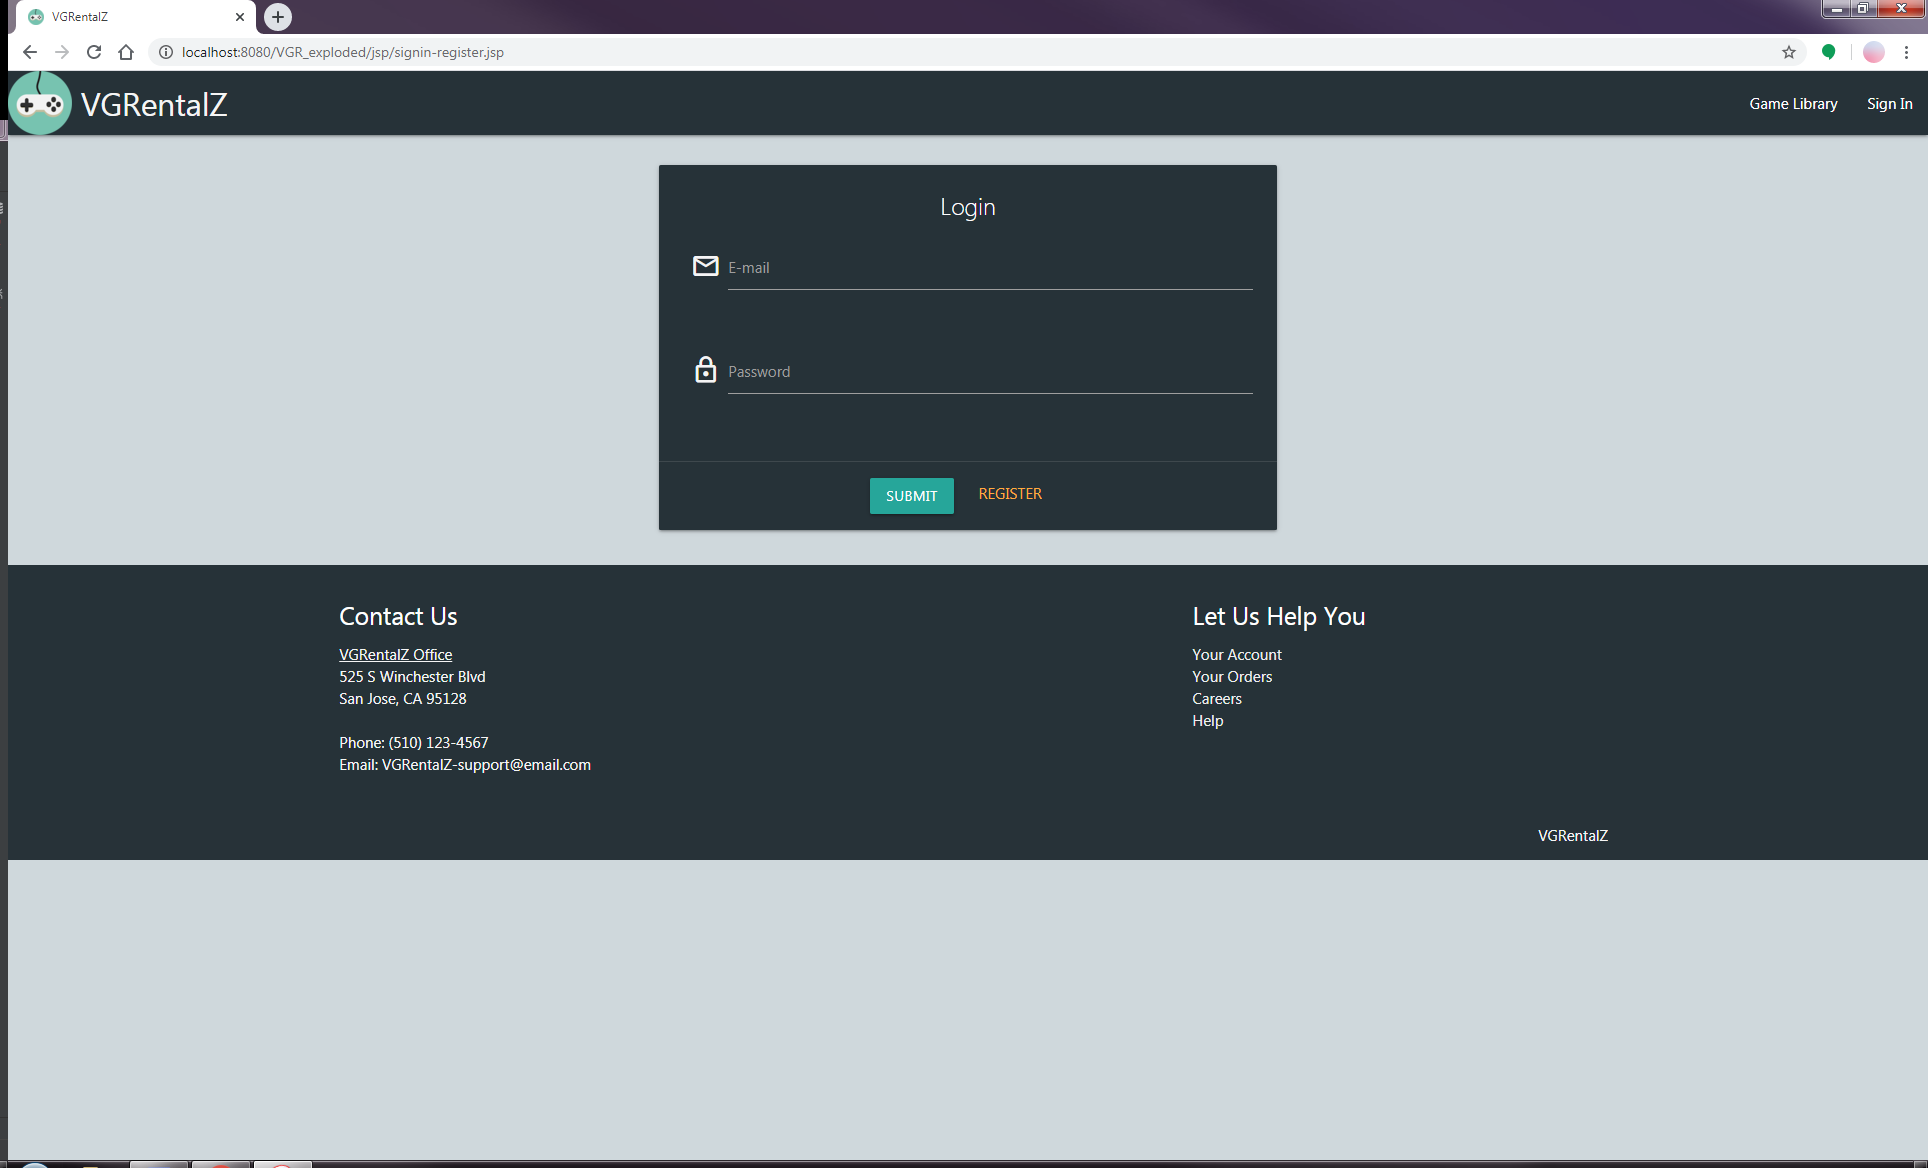 VGRentalZ
localhost:8080/VGR_exploded/jsp/signin-register.jsp
VGRentalZ
Game Library
Sign In
Login
E-mail
Password
SUBMIT
REGISTER
Contact Us
VGRentalZ Office
525 S Winchester Blvd
San Jose, CA 95128
Phone: (510) 123-4567
Email: VGRentalZ-support@email.com
Let Us Help You
Your Account
Your Orders
Careers
Help
VGRentalZ